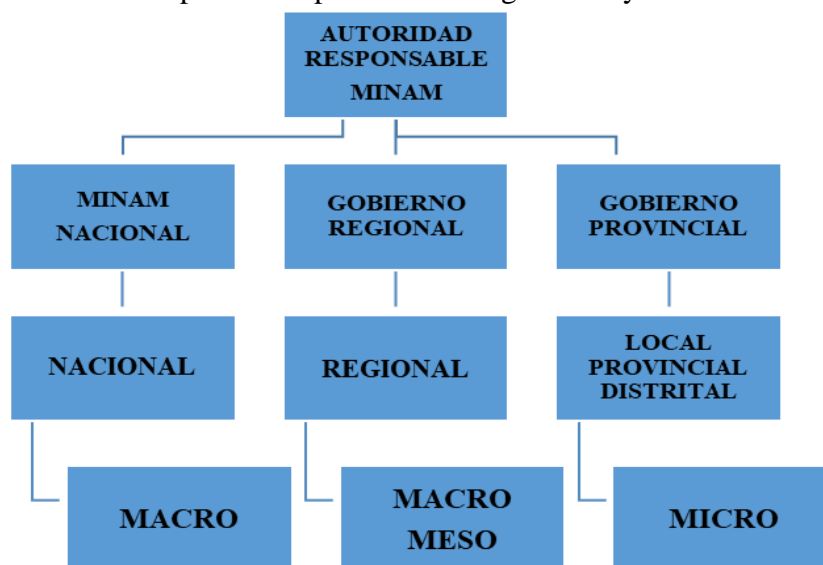 AUTORIDAD
RESPONSABLE
MINAM
MINAM
NACIONAL
GOBIERNO
REGIONAL
GOBIERNO
PROVINCIAL
NACIONAL
REGIONAL
LOCAL
PROVINCIAL
DISTRITAL
MACRO
MACRO
MESO
MICRO